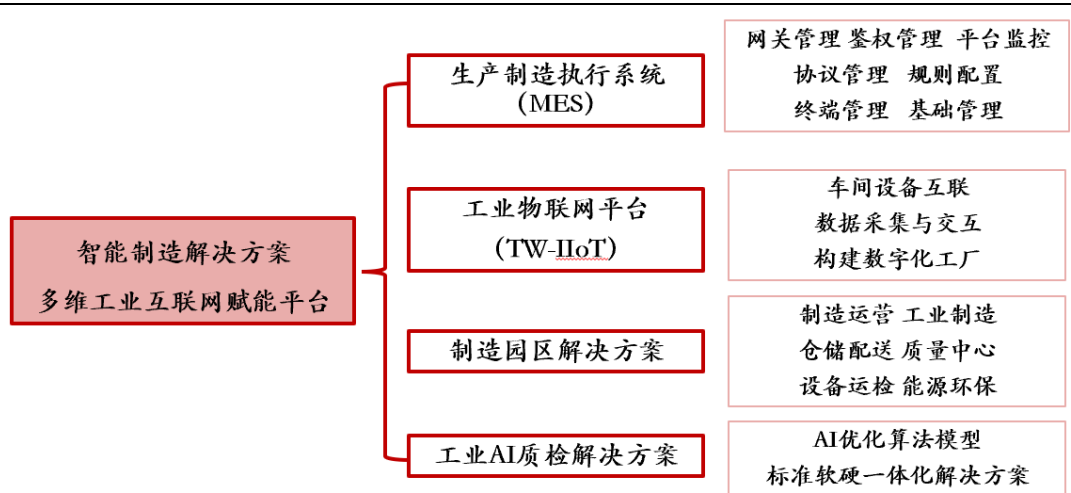 智能制造解决方案
多维工业互联网赋能平台
生产制造执行系统
(MES)
网关管理 鉴权管理 平台监控
协议管理 规则配置
终端管理 基础管理
工业物联网平台
(TW-IIoT)
车间设备互联
数据采集与交互
构建数字化工厂
制造园区解决方案
制造运营 工业制造
仓储配送 质量中心
设备运检 能源环保
工业AI质检解决方案
AI优化算法模型
标准软硬一体化解决方案